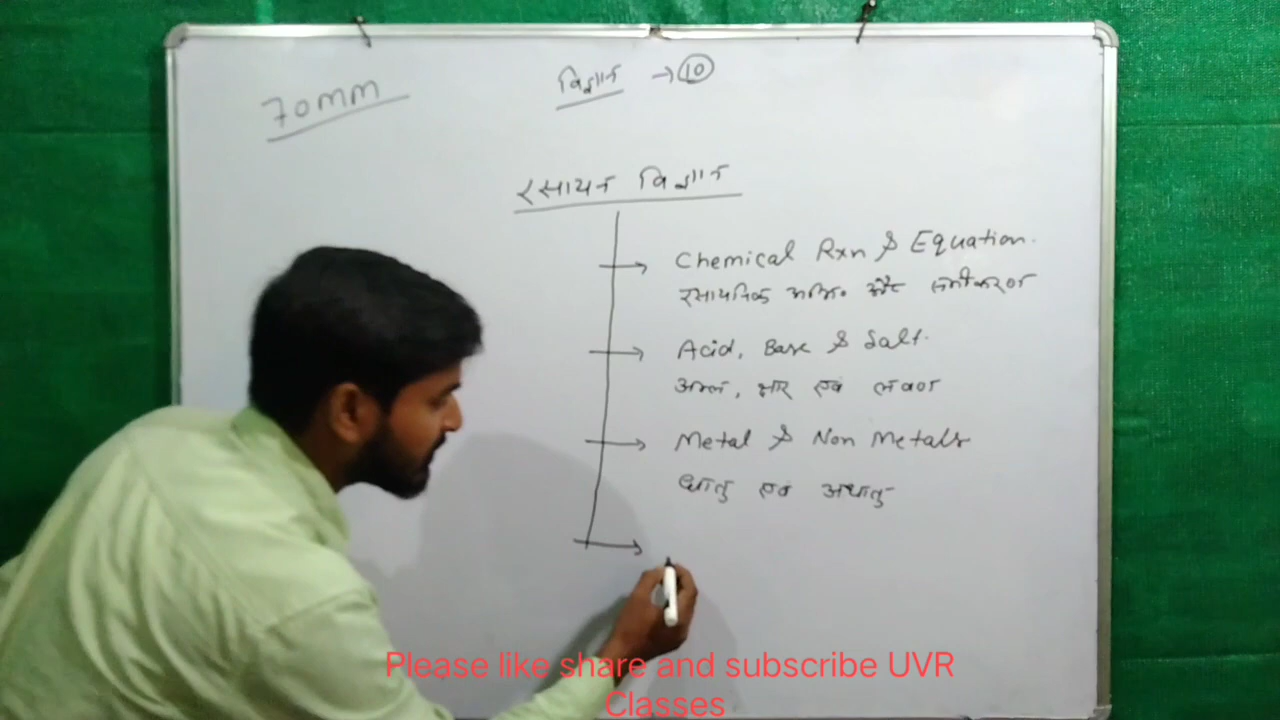 70mm
विज्ञान → 10
रसायन विज्ञान
Chemical Rxn & Equation.
रसायनिक अभि० और समीकरण
Acid, Base & Salt.
अम्ल, क्षार एवं लवण
Metal & Non Metals
धातु एवं अधातु
Please like share and subscribe UVR
Classes